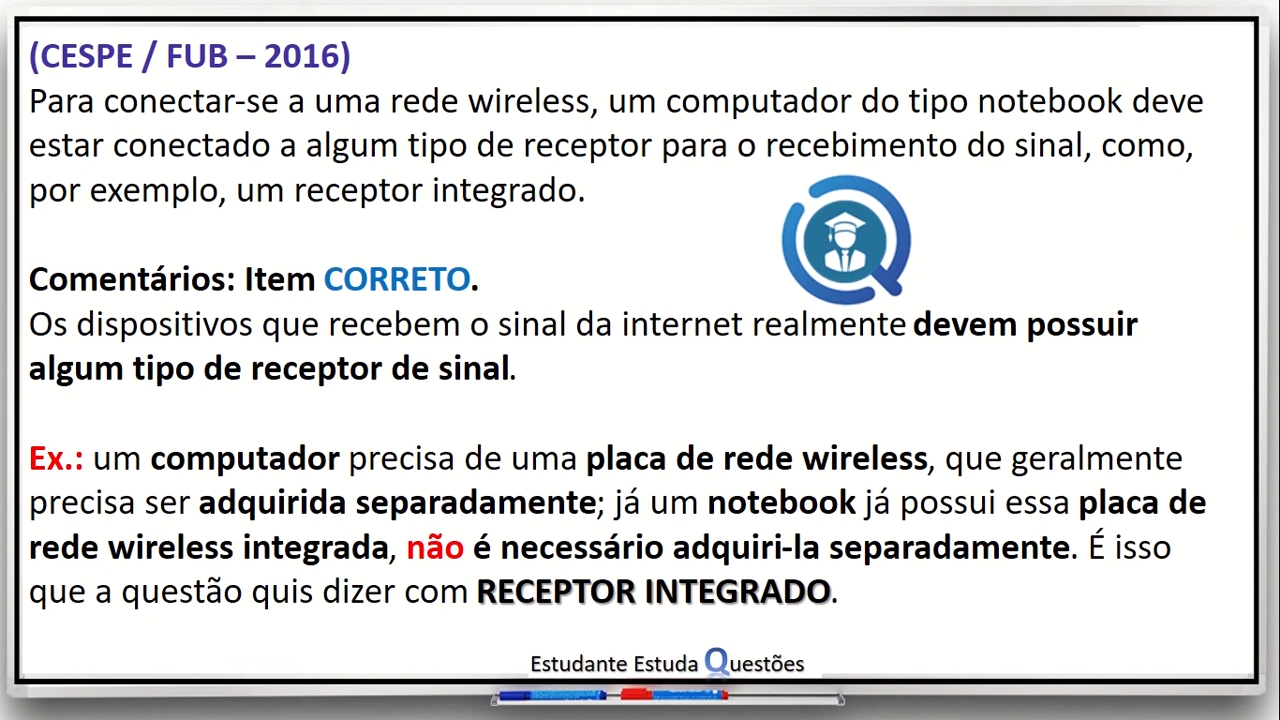 (CESPE / FUB – 2016)
Para conectar-se a uma rede wireless, um computador do tipo notebook deve
estar conectado a algum tipo de receptor para o recebimento do sinal, como,
por exemplo, um receptor integrado.
Comentários: Item CORRETO.
Os dispositivos que recebem o sinal da internet realmente devem possuir
algum tipo de receptor de sinal.
Ex.: um computador precisa de uma placa de rede wireless, que geralmente
precisa ser adquirida separadamente; já um notebook já possui essa placa de
rede wireless integrada, não é necessário adquiri-la separadamente. É isso
que a questão quis dizer com RECEPTOR INTEGRADO.
Estudante Estuda Questões